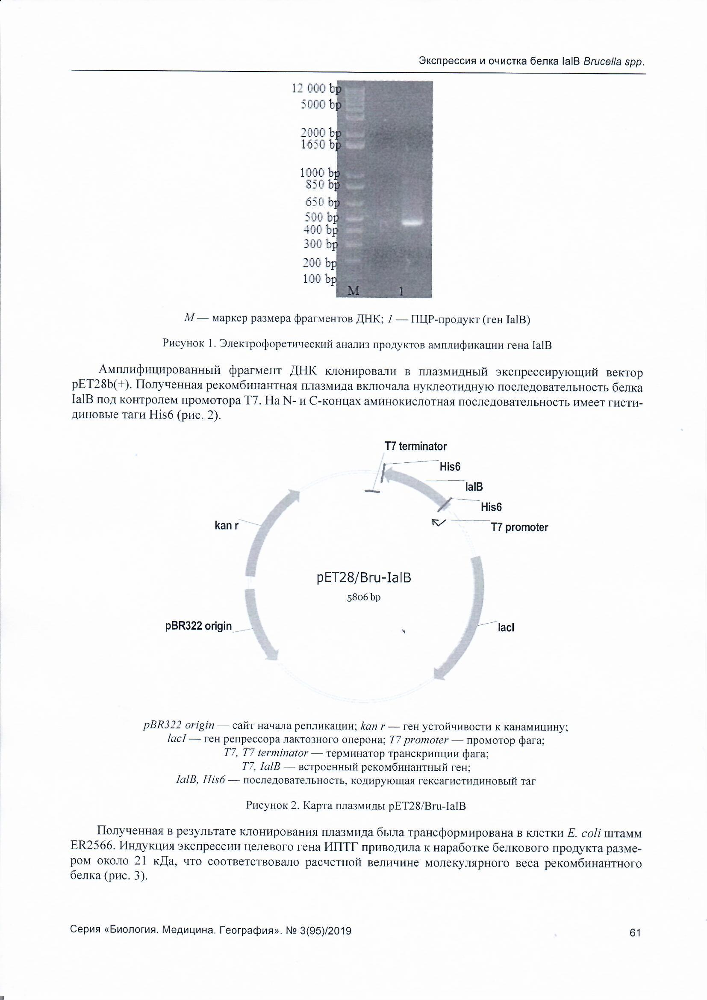 Экспрессия и очистка белка IalB Brucella spp.
12 000 bp
5000 bp
2000 bp
1650 bp
1000 bp
850 bp
650 bp
500 bp
400 bp
300 bp
200 bp
100 bp
M 1
M — маркер размера фрагментов ДНК; 1 — ПЦР-продукт (ген IalB)
Рисунок 1. Электрофоретический анализ продуктов амплификации гена IalB
Амплифицированный фрагмент ДНК клонировали в плазмидный экспрессирующий вектор
pET28b(+). Полученная рекомбинантная плазмида включала нуклеотидную последовательность белка
IalB под контролем промотора T7. На N- и C-концах аминокислотная последовательность имеет гисти-
диновые таги His6 (рис. 2).
T7 terminator
His6
IalB
His6
kan r
T7 promoter
pET28/Bru-IalB
5806 bp
pBR322 origin
lacI
pBR322 origin — сайт начала репликации; kan r — ген устойчивости к канамицину;
lacI — ген репрессора лактозного оперона; T7 promoter — промотор фага;
T7, T7 terminator — терминатор транскрипции фага;
T7, IalB — встроенный рекомбинантный ген;
IalB, His6 — последовательность, кодирующая гексагистидиновый таг
Рисунок 2. Карта плазмиды pET28/Bru-IalB
Полученная в результате клонирования плазмида была трансформирована в клетки E. coli штамм
ER2566. Индукция экспрессии целевого гена ИПТГ приводила к наработке белкового продукта разме-
ром около 21 кДа, что соответствовало расчетной величине молекулярного веса рекомбинантного
белка (рис. 3).
Серия «Биология. Медицина. География». № 3(95)/2019
61